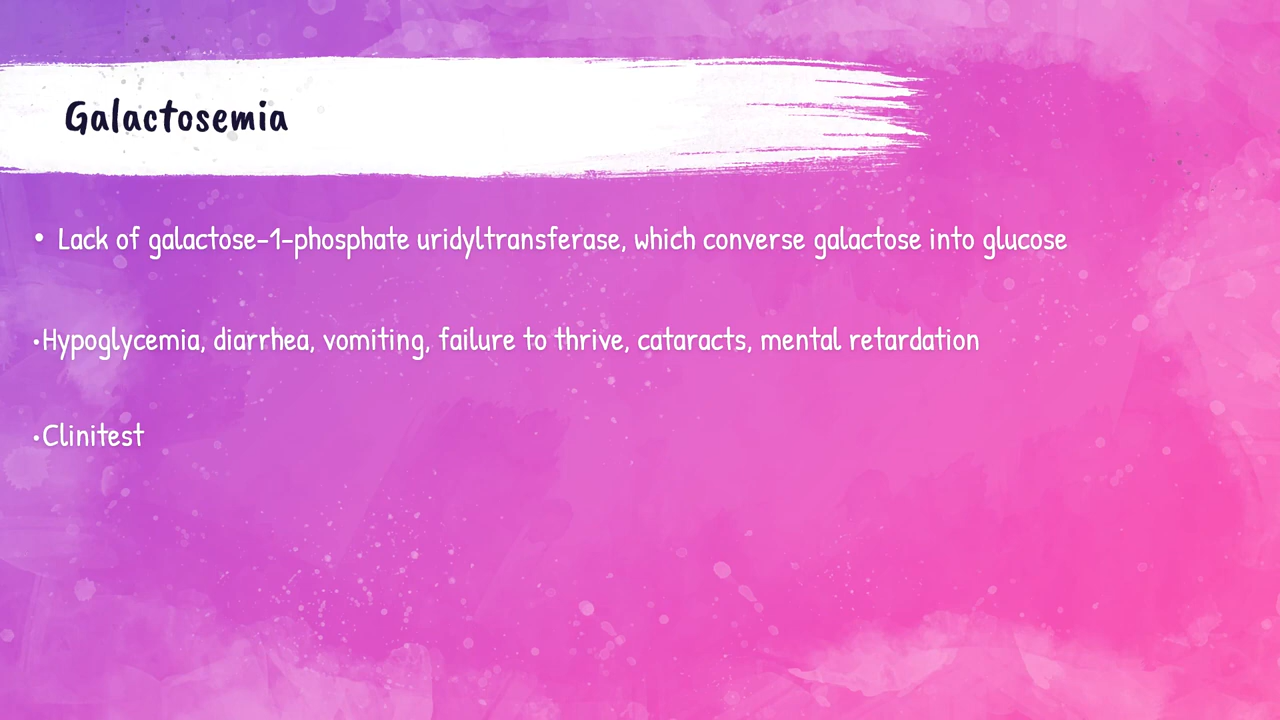 Galactosemia
• Lack of galactose-1-phosphate uridyltransferase, which converse galactose into glucose
•Hypoglycemia, diarrhea, vomiting, failure to thrive, cataracts, mental retardation
•Clinitest